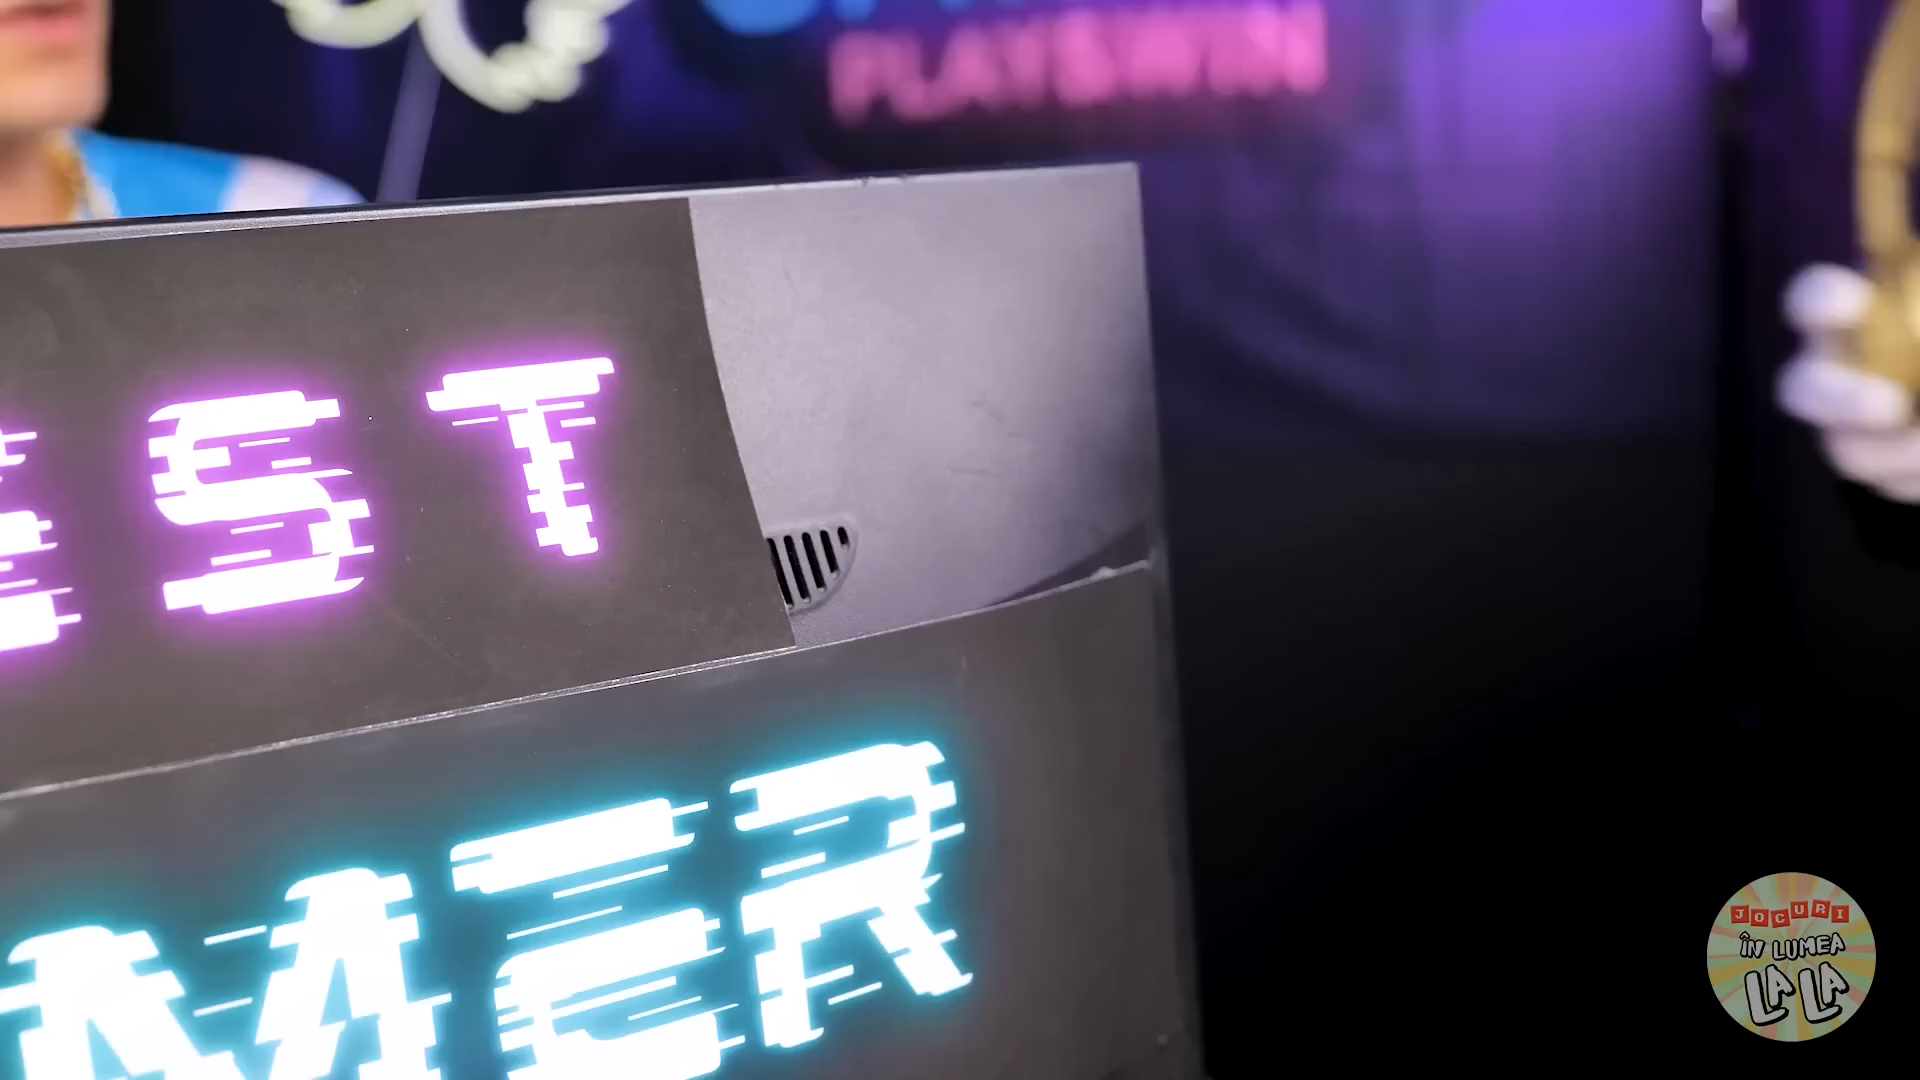 PLAY&WIN
EST
MER
JOCURI
ÎN LUMEA
LA LA